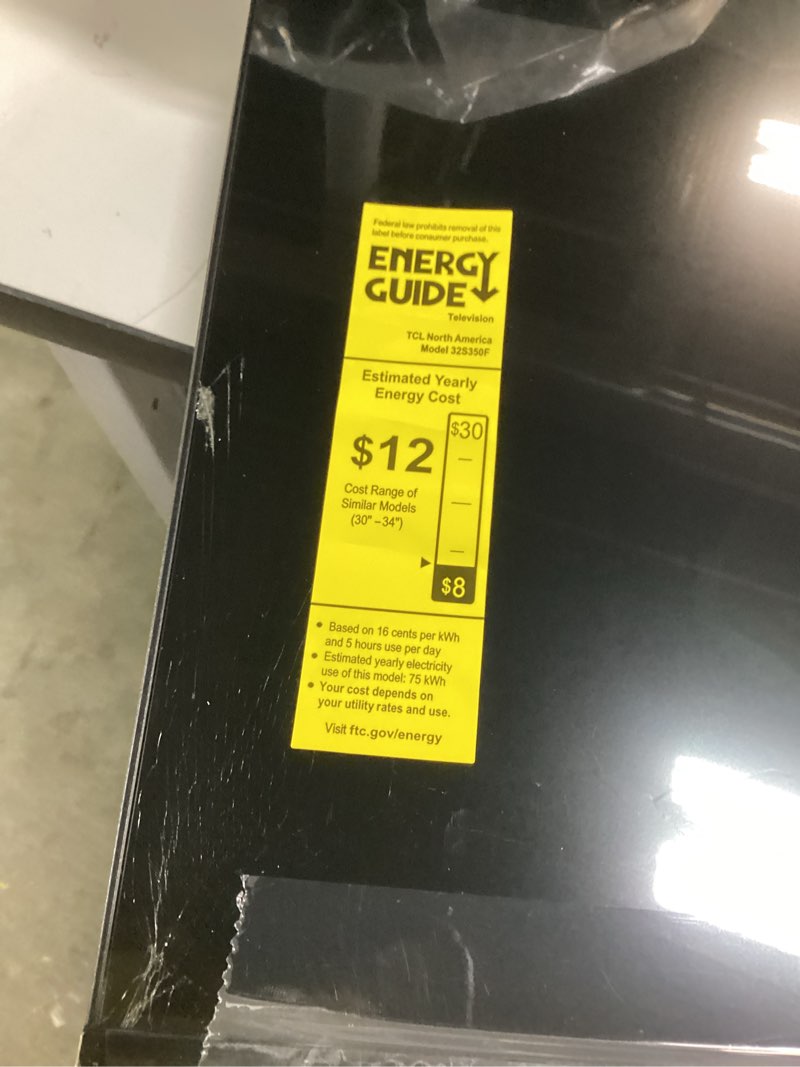 Federal law prohibits removal of this
label before consumer purchase.
ENERGY
GUIDE
Television
TCL North America
Model 32S350F
Estimated Yearly
Energy Cost
$30
$12
Cost Range of
Similar Models
(30" – 34")
$8
• Based on 16 cents per kWh
and 5 hours use per day
• Estimated yearly electricity
use of this model: 75 kWh
• Your cost depends on
your utility rates and use.
Visit ftc.gov/energy